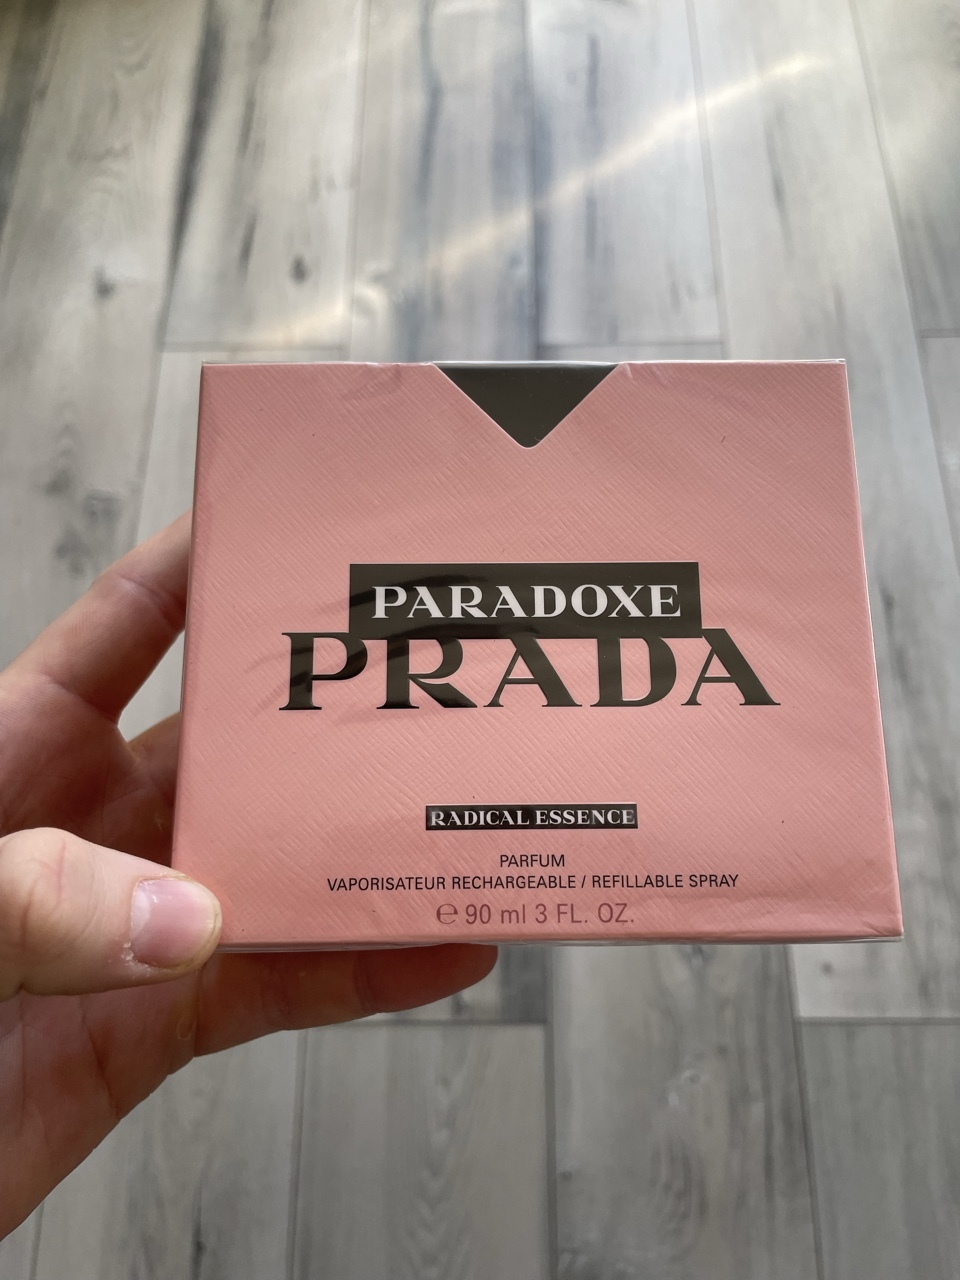 PARADOXE
PRADA
RADICAL ESSENCE
PARFUM
VAPORISATEUR RECHARGEABLE / REFILLABLE SPRAY
℮ 90 ml 3 FL. OZ.